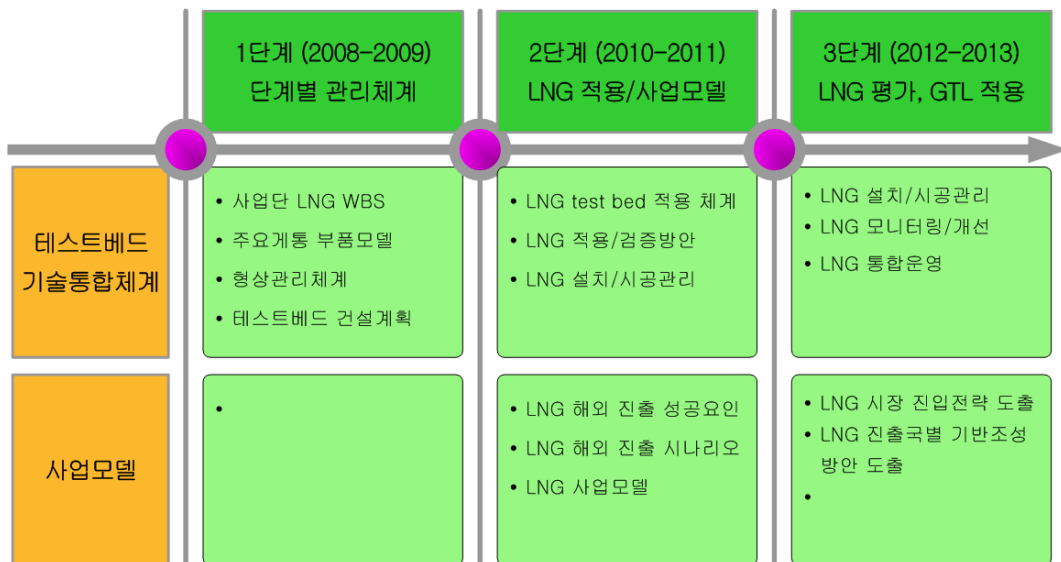 1단계 (2008-2009)
단계별 관리체계
2단계 (2010-2011)
LNG 적용/사업모델
3단계 (2012-2013)
LNG 평가, GTL 적용
테스트베드
기술통합체계
• 사업단 LNG WBS
• 주요계통 부품모델
• 형상관리체계
• 테스트베드 건설계획
• LNG test bed 적용 체계
• LNG 적용/검증방안
• LNG 설치/시공관리
• LNG 설치/시공관리
• LNG 모니터링/개선
• LNG 통합운영
사업모델
•
• LNG 해외 진출 성공요인
• LNG 해외 진출 시나리오
• LNG 사업모델
• LNG 시장 진입전략 도출
• LNG 진출국별 기반조성
방안 도출
•